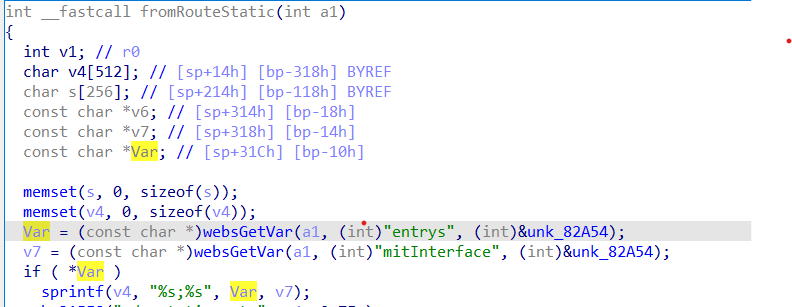 int __fastcall fromRouteStatic(int a1)
{
int v1; // r0
char v4[512]; // [sp+14h] [bp-318h] BYREF
char s[256]; // [sp+214h] [bp-118h] BYREF
const char *v6; // [sp+314h] [bp-18h]
const char *v7; // [sp+318h] [bp-14h]
const char *Var; // [sp+31Ch] [bp-10h]
memset(s, 0, sizeof(s));
memset(v4, 0, sizeof(v4));
Var = (const char *)websGetVar(a1, (int)"entrys", (int)&unk_82A54);
v7 = (const char *)websGetVar(a1, (int)"mitInterface", (int)&unk_82A54);
if ( *Var )
sprintf(v4, "%s;%s", Var, v7);